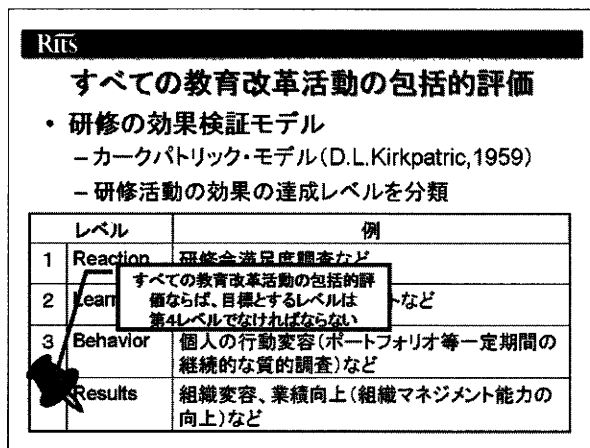 Rits
すべての教育改革活動の包括的評価
・ 研修の効果検証モデル
–カークパトリック・モデル(D.L.Kirkpatric,1959)
–研修活動の効果の達成レベルを分類
レベル 例
1 Reaction 研修会満足度調査など
すべての教育改革活動の包括的評
価ならば、目標とするレベルは
第4レベルでなければならない
2 Lear など
3 Behavior 個人の行動変容(ポートフォリオ等一定期間の
継続的な質的調査)など
Results 組織変容、業績向上(組織マネジメント能力の
向上)など